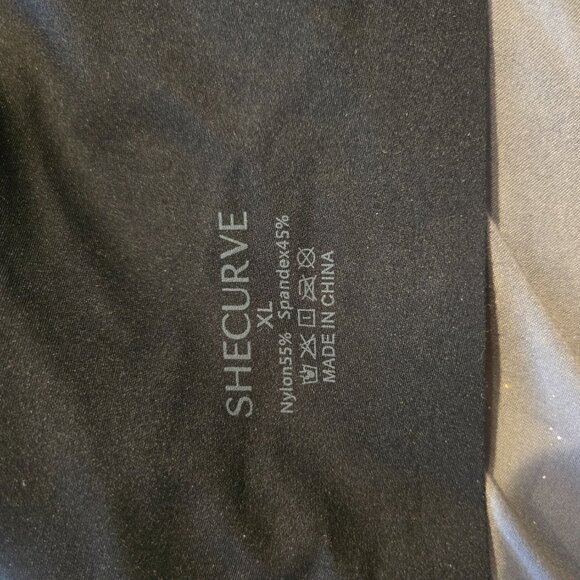 SHECURVE
XL
Nylon55% Spandex45%
MADE IN CHINA